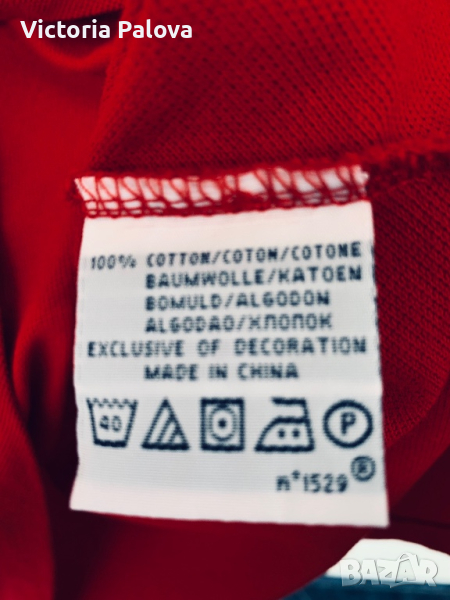 Victoria Palova
100% COTTON/COTON/COTONE
BAUMWOLLE/KATOEN
BOMULD/ALGODON
ALGODAO/ХЛОПОК
EXCLUSIVE OF DECORATION
MADE IN CHINA
40 P
n°1529 ®
BAZAR